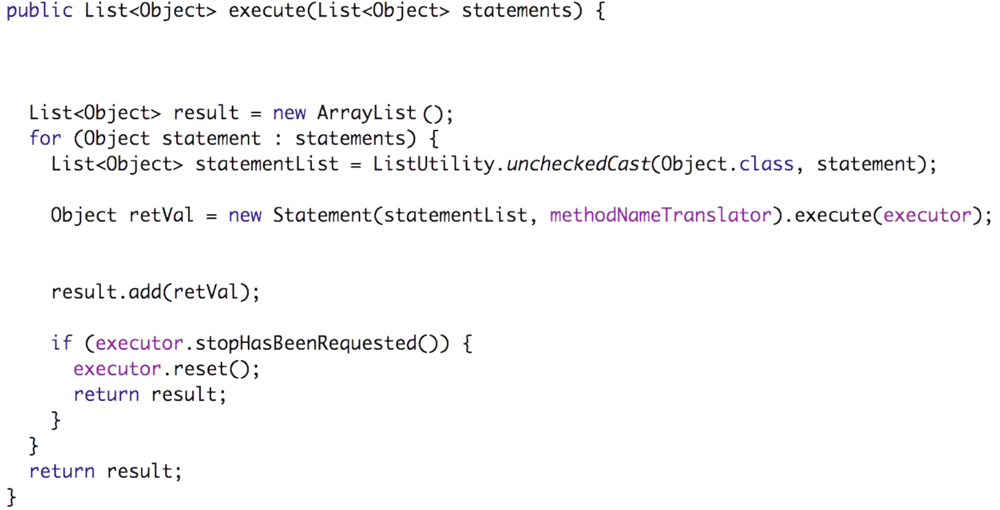 public List<Object> execute(List<Object> statements) {
List<Object> result = new ArrayList ();
for (Object statement : statements) {
List<Object> statementList = ListUtility.uncheckedCast(Object.class, statement);
Object retVal = new Statement(statementList, methodNameTranslator).execute(executor);
result.add(retVal);
if (executor.stopHasBeenRequested()) {
executor.reset();
return result;
}
}
return result;
}